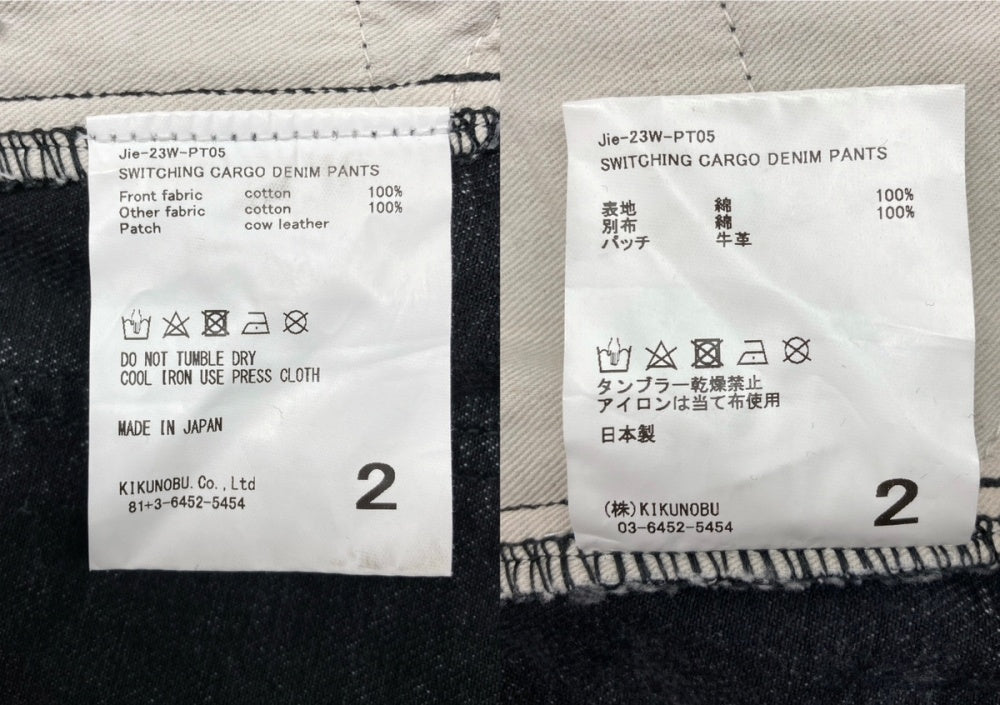 Jie-23W-PT05
SWITCHING CARGO DENIM PANTS
Front fabric cotton 100%
Other fabric cotton 100%
Patch cow leather
DO NOT TUMBLE DRY
COOL IRON USE PRESS CLOTH
MADE IN JAPAN
KIKUNOBU.Co.,Ltd
81+3-6452-5454
2
Jie-23W-PT05
SWITCHING CARGO DENIM PANTS
表地 綿 100%
別布 綿 100%
パッチ 牛革
タンブラー乾燥禁止
アイロンは当て布使用
日本製
(株)KIKUNOBU
03-6452-5454
2